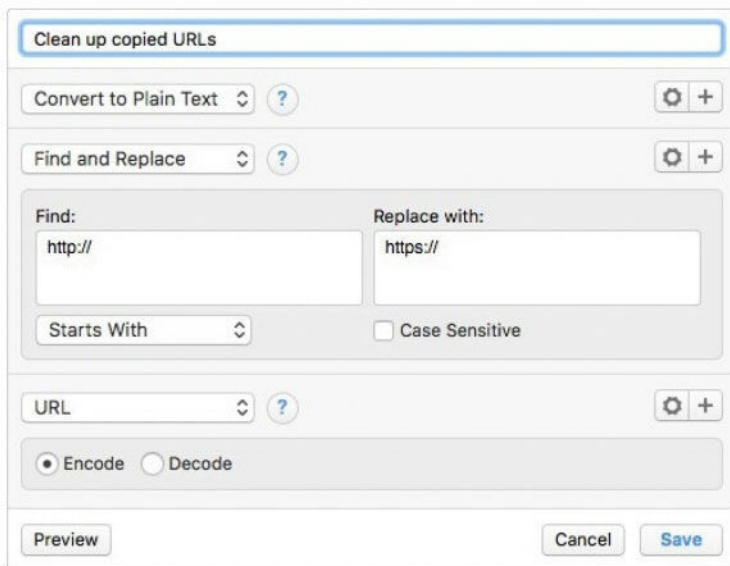 Clean up copied URLs
Convert to Plain Text ?
+
Find and Replace ?
+
Find: Replace with:
http:// https://
Starts With Case Sensitive
URL ?
+
Encode Decode
Preview Cancel Save